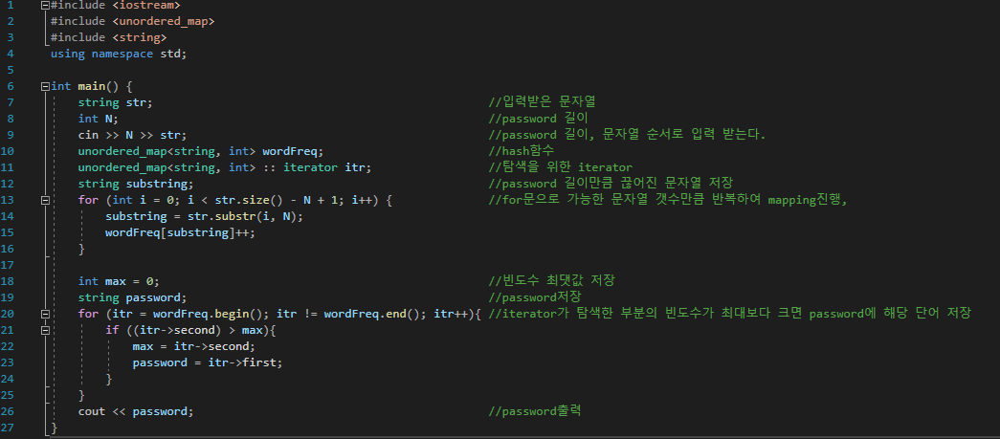 1 #include <iostream>
2 #include <unordered_map>
3 #include <string>
4 using namespace std;
5
6 int main() {
7 string str; //입력받은 문자열
8 int N; //password 길이
9 cin >> N >> str; //password 길이, 문자열 순서로 입력 받는다.
10 unordered_map<string, int> wordFreq; //hash함수
11 unordered_map<string, int> :: iterator itr; //탐색을 위한 iterator
12 string substring; //password 길이만큼 끊어진 문자열 저장
13 for (int i = 0; i < str.size() - N + 1; i++) { //for문으로 가능한 문자열 갯수만큼 반복하여 mapping진행,
14 substring = str.substr(i, N);
15 wordFreq[substring]++;
16 }
17
18 int max = 0; //빈도수 최댓값 저장
19 string password; //password저장
20 for (itr = wordFreq.begin(); itr != wordFreq.end(); itr++){ //iterator가 탐색한 부분의 빈도수가 최대보다 크면 password에 해당 단어 저장
21 if ((itr->second) > max){
22 max = itr->second;
23 password = itr->first;
24 }
25 }
26 cout << password; //password출력
27 }